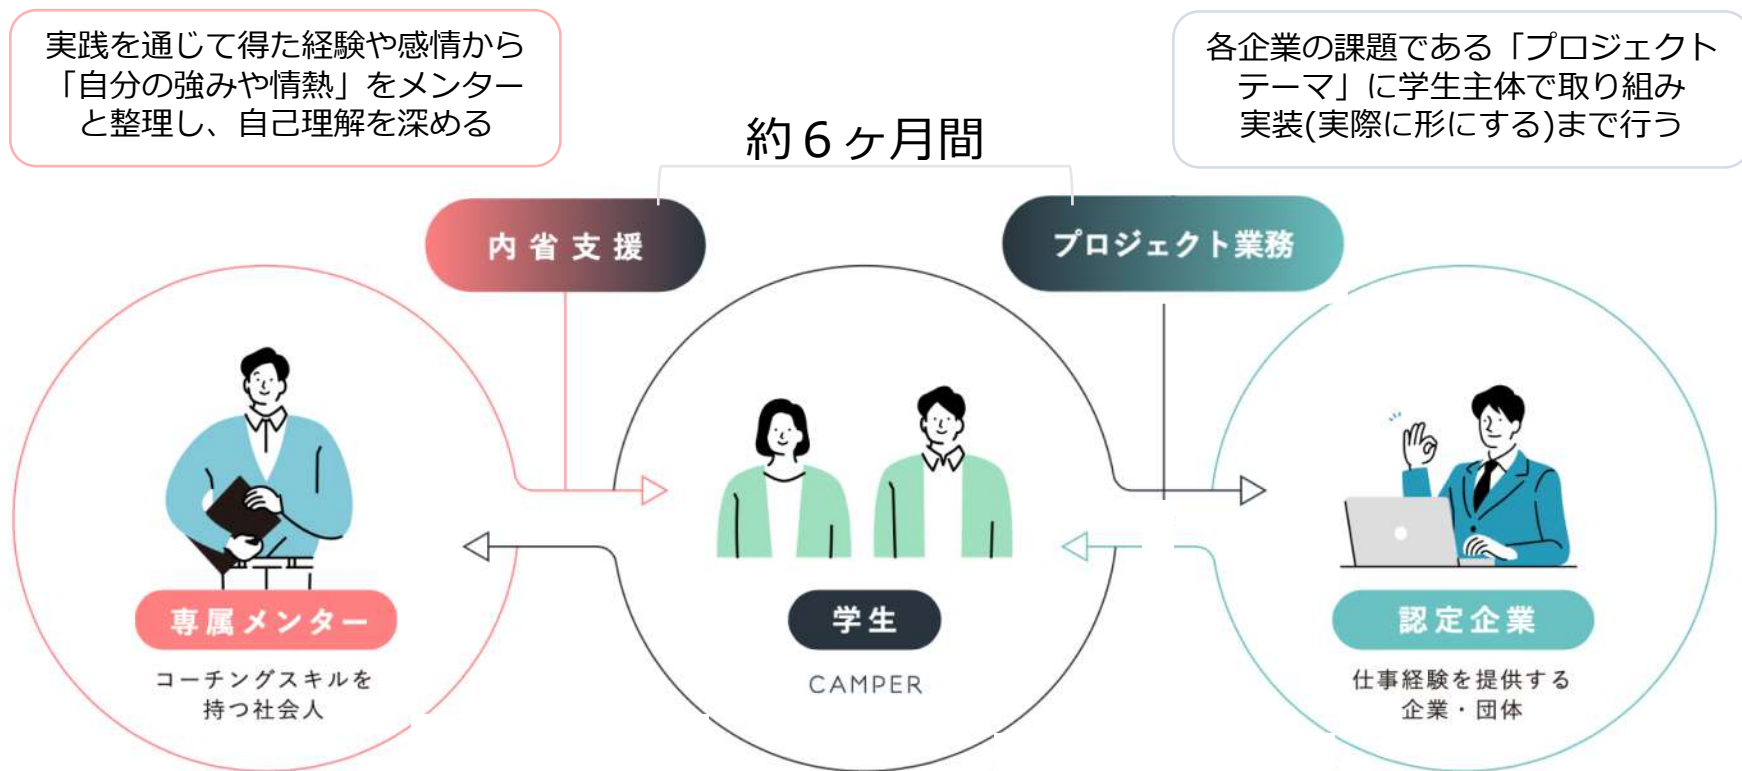 実践を通じて得た経験や感情から
「自分の強みや情熱」をメンター
と整理し、自己理解を深める
各企業の課題である「プロジェクト
テーマ」に学生主体で取り組み
実装(実際に形にする)まで行う
約６ヶ月間
内省支援
プロジェクト業務
専属メンター
コーチングスキルを
持つ社会人
学生
CAMPER
認定企業
仕事経験を提供する
企業・団体